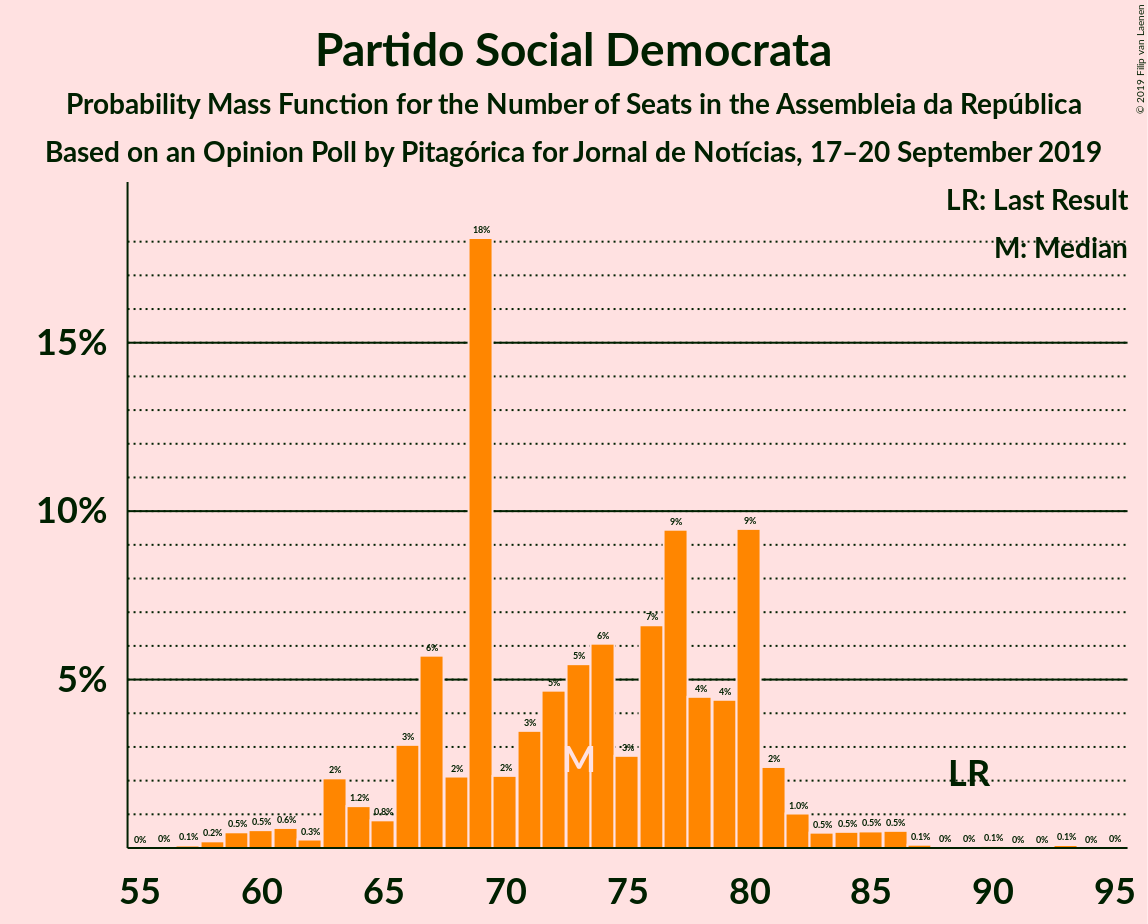 Partido Social Democrata
Probability Mass Function for the Number of Seats in the Assembleia da República
Based on an Opinion Poll by Pitagórica for Jornal de Notícias, 17–20 September 2019
© 2019 Filip van Laenen
LR: Last Result
M: Median
15%
10%
5%
0% 0% 0.1% 0.2% 0.5% 0.5% 0.6% 0.3% 2% 1.2% 0.8% 3% 6% 2% 18% 2% 3% 5% 5% 6% 3% 7% 9% 4% 4% 9% 2% 1.0% 0.5% 0.5% 0.5% 0.5% 0.1% 0% 0% 0.1% 0% 0% 0.1% 0% 0%
M
LR
55 60 65 70 75 80 85 90 95